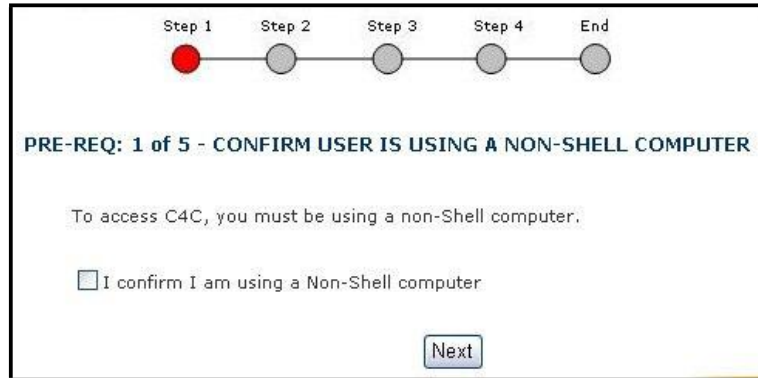 Step 1 Step 2 Step 3 Step 4 End
PRE-REQ: 1 of 5 - CONFIRM USER IS USING A NON-SHELL COMPUTER
To access C4C, you must be using a non-Shell computer.
I confirm I am using a Non-Shell computer
Next